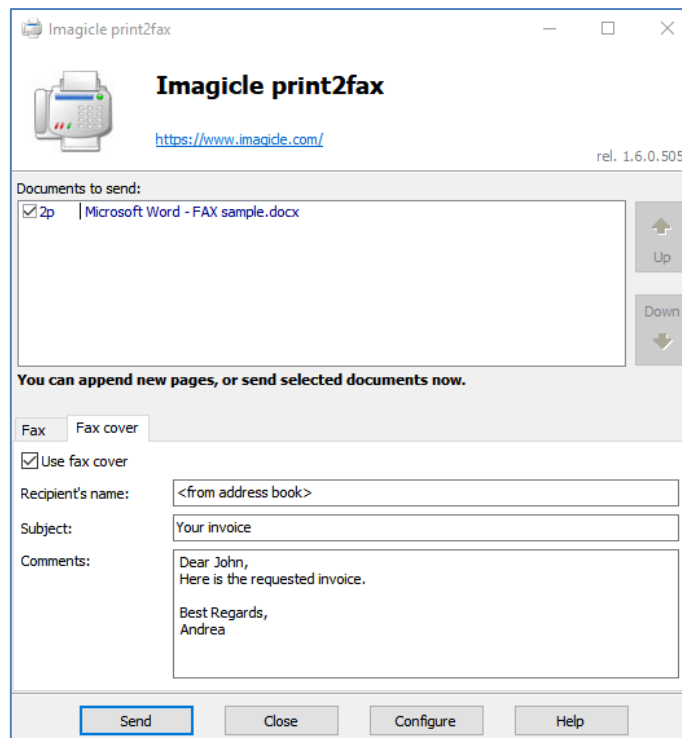 Imagicle print2fax
Imagicle print2fax
https://www.imagicle.com/
rel. 1.6.0.505
Documents to send:
2p Microsoft Word - FAX sample.docx
Up
Down
You can append new pages, or send selected documents now.
Fax Fax cover
Use fax cover
Recipient's name: <from address book>
Subject: Your invoice
Comments: Dear John,
Here is the requested invoice.
Best Regards,
Andrea
Send Close Configure Help